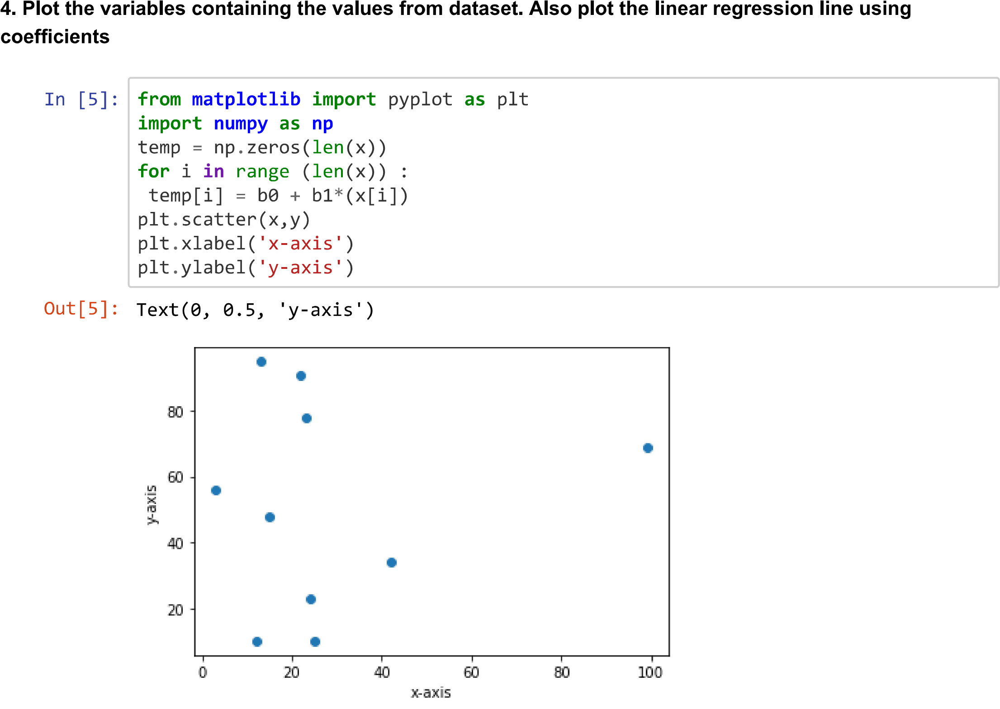 4. Plot the variables containing the values from dataset. Also plot the linear regression line using
coefficients
In [5]:
from matplotlib import pyplot as plt
import numpy as np
temp = np.zeros(len(x))
for i in range (len(x)) :
 temp[i] = b0 + b1*(x[i])
plt.scatter(x,y)
plt.xlabel('x-axis')
plt.ylabel('y-axis')
Out[5]: Text(0, 0.5, 'y-axis')
80
60
40
20
y-axis
0 20 40 60 80 100
x-axis